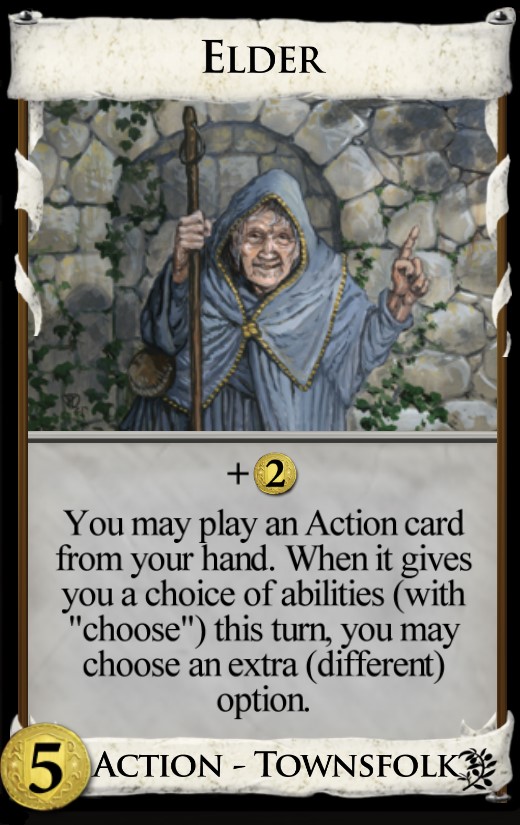 ELDER
+2
You may play an Action card
from your hand. When it gives
you a choice of abilities (with
"choose") this turn, you may
choose an extra (different)
option.
5 ACTION - TOWNSFOLK